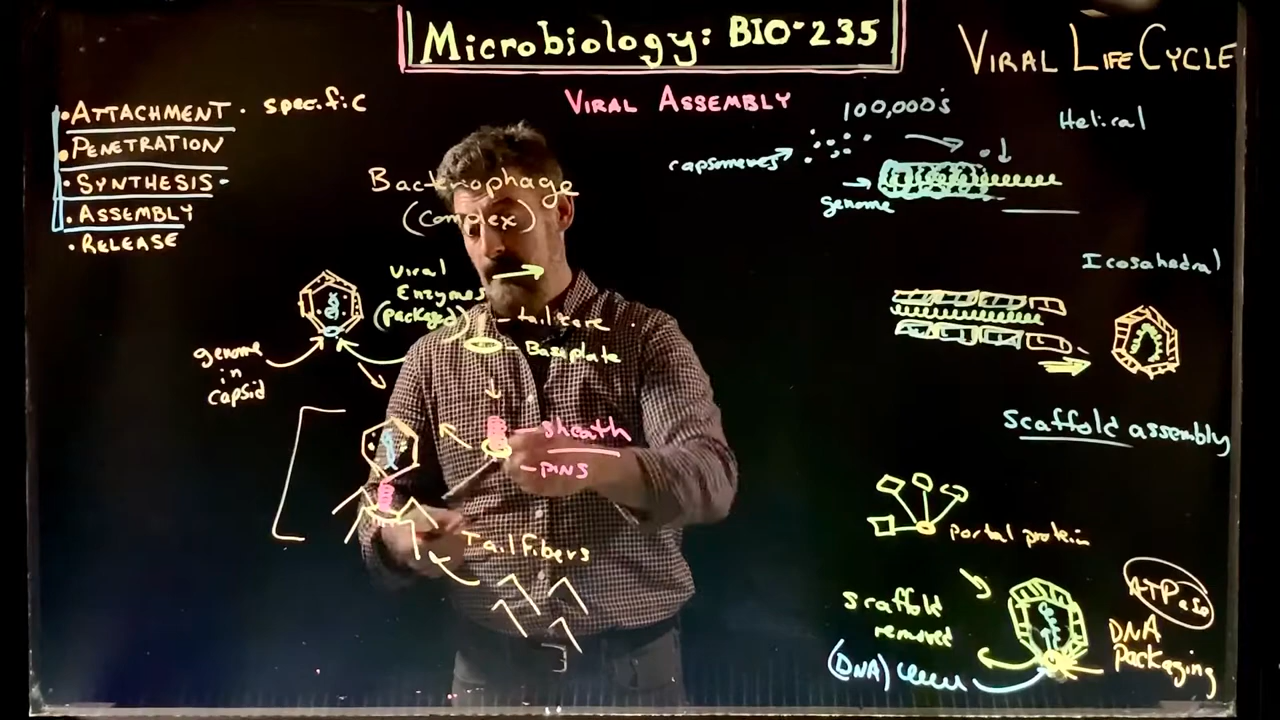 Microbiology: BIO-235
VIRAL LIFE CYCLE
VIRAL ASSEMBLY
• ATTACHMENT • specific
• PENETRATION
• SYNTHESIS •
• ASSEMBLY
• RELEASE
Bacteriophage
(complex)
Viral
Enzymes
(packaged)
genome
in
capsid
- tail core
- Baseplate
- sheath
- pins
Tail Fibers
100,000's
capsomeres
genome
Helical
Icosahedral
scaffold assembly
portal protein
scaffold
removed
(DNA)
ATPase
DNA
Packaging